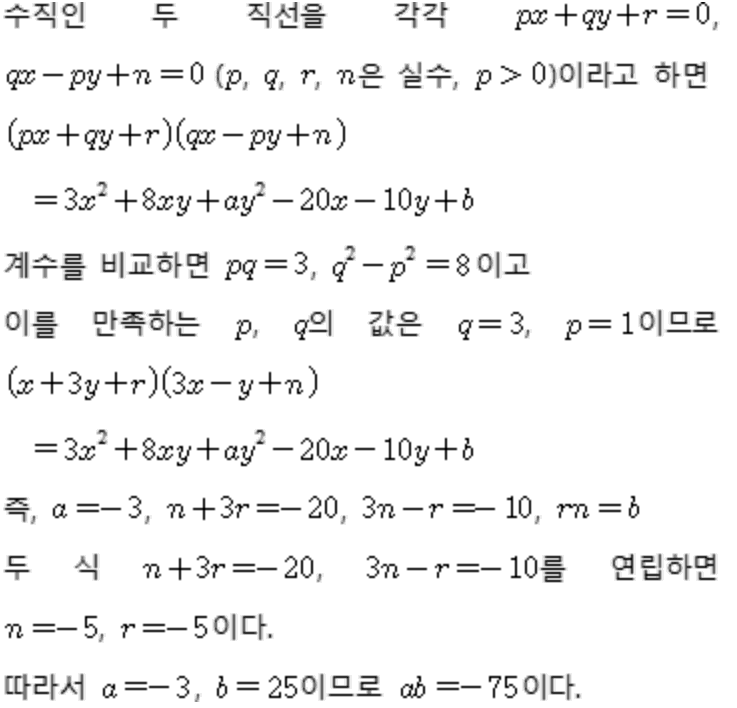 수직인 두 직선을 각각 px+qy+r=0,
qx-py+n=0 (p, q, r, n은 실수, p>0)이라고 하면
(px+qy+r)(qx-py+n)
=3x²+8xy+ay²-20x-10y+b
계수를 비교하면 pq=3, q²-p²=8이고
이를 만족하는 p, q의 값은 q=3, p=1이므로
(x+3y+r)(3x-y+n)
=3x²+8xy+ay²-20x-10y+b
즉, a=-3, n+3r=-20, 3n-r=-10, rn=b
두 식 n+3r=-20, 3n-r=-10를 연립하면
n=-5, r=-5이다.
따라서 a=-3, b=25이므로 ab=-75이다.